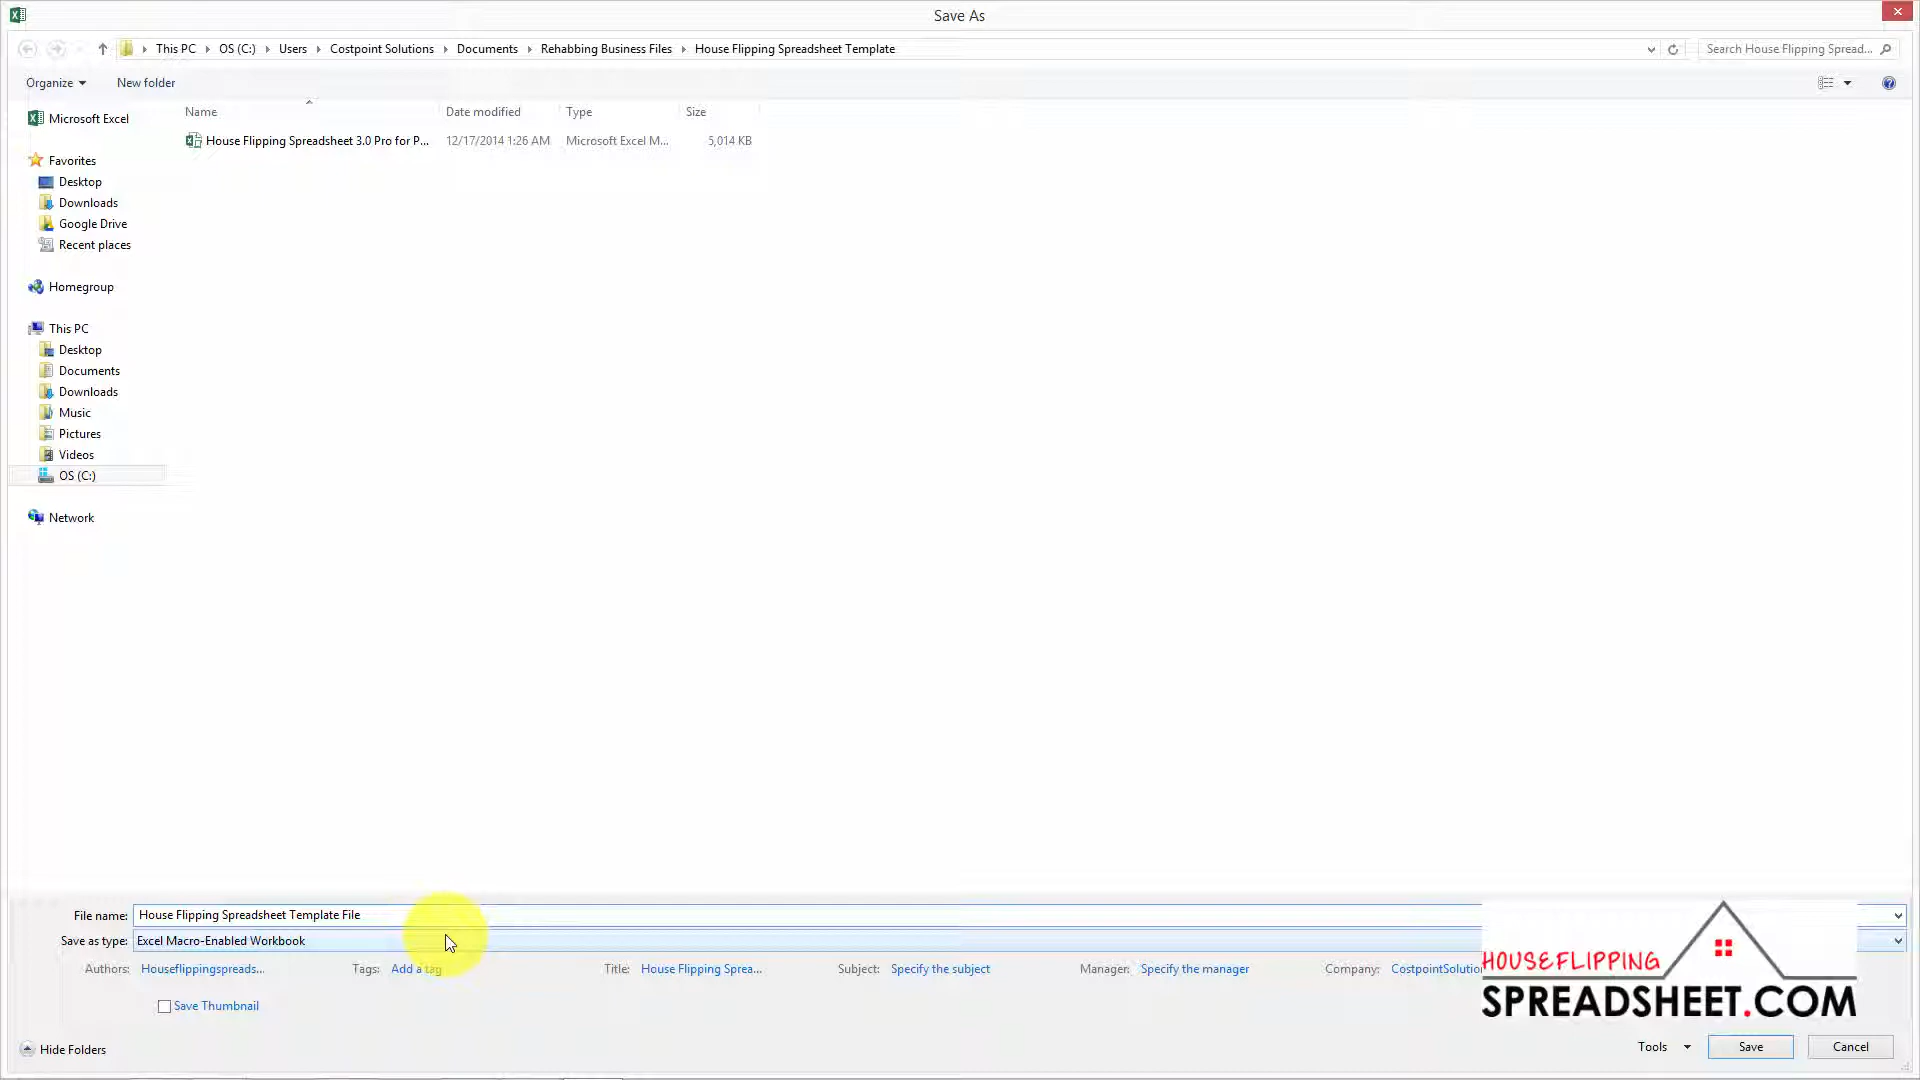 Save As
This PC OS (C:) Users Costpoint Solutions Documents Rehabbing Business Files House Flipping Spreadsheet Template
Search House Flipping Spread...
Organize New folder
Name Date modified Type Size
House Flipping Spreadsheet 3.0 Pro for P... 12/17/2014 1:26 AM Microsoft Excel M... 5,014 KB
Microsoft Excel
Favorites
Desktop
Downloads
Google Drive
Recent places
Homegroup
This PC
Desktop
Documents
Downloads
Music
Pictures
Videos
OS (C:)
Network
File name: House Flipping Spreadsheet Template File
Save as type: Excel Macro-Enabled Workbook
Authors: Houseflippingspreads... Tags: Add a tag Title: House Flipping Sprea... Subject: Specify the subject Manager: Specify the manager Company: CostpointSolution
Save Thumbnail
HOUSEFLIPPING
SPREADSHEET.COM
Hide Folders
Tools Save Cancel